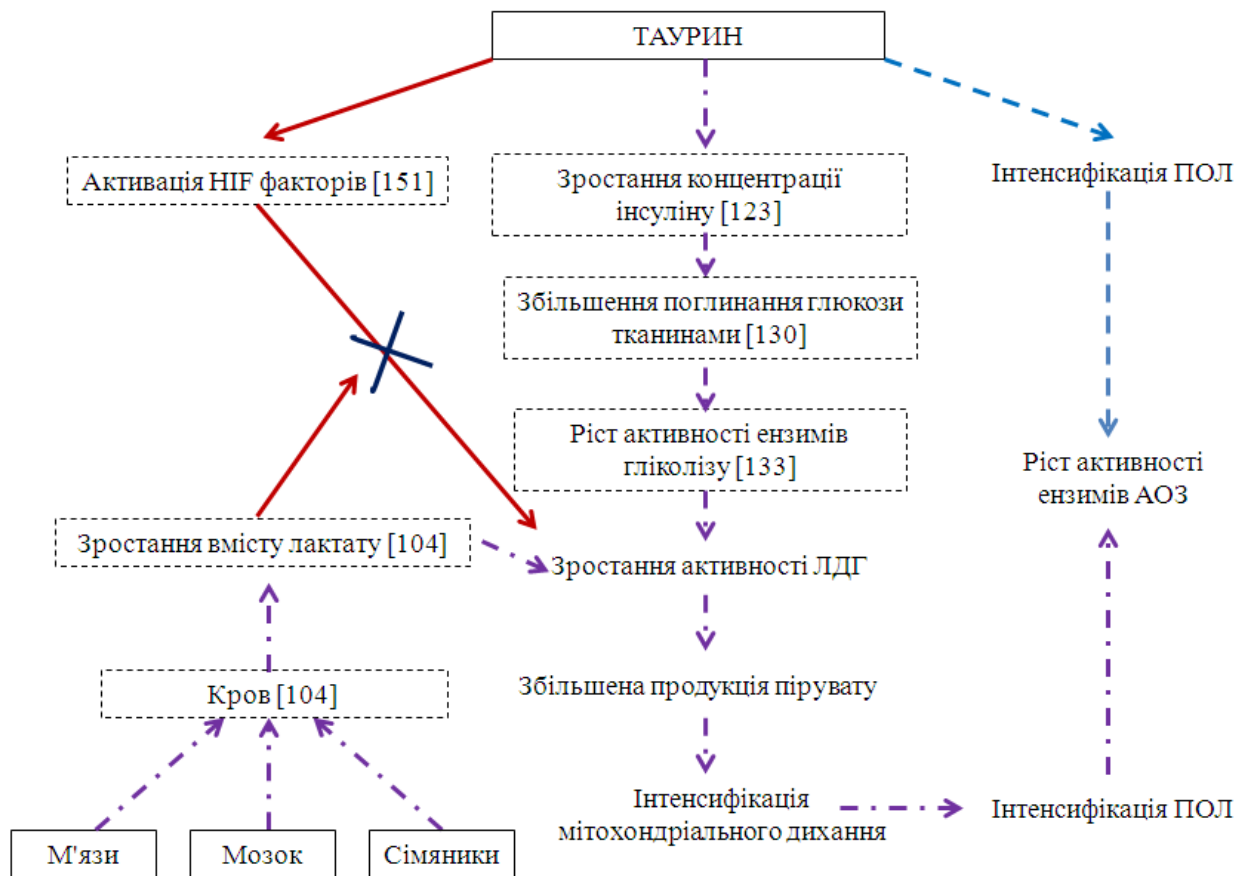 ТАУРИН
Активація HIF факторів [151]
Зростання концентрації
інсуліну [123]
Інтенсифікація ПОЛ
Збільшення поглинання глюкози
тканинами [130]
Ріст активності ензимів
гліколізу [133]
Ріст активності
ензимів АОЗ
Зростання вмісту лактату [104]
Зростання активності ЛДГ
Кров [104]
Збільшена продукція пірувату
Інтенсифікація
мітохондріального дихання
Інтенсифікація ПОЛ
М'язи
Мозок
Сімяники